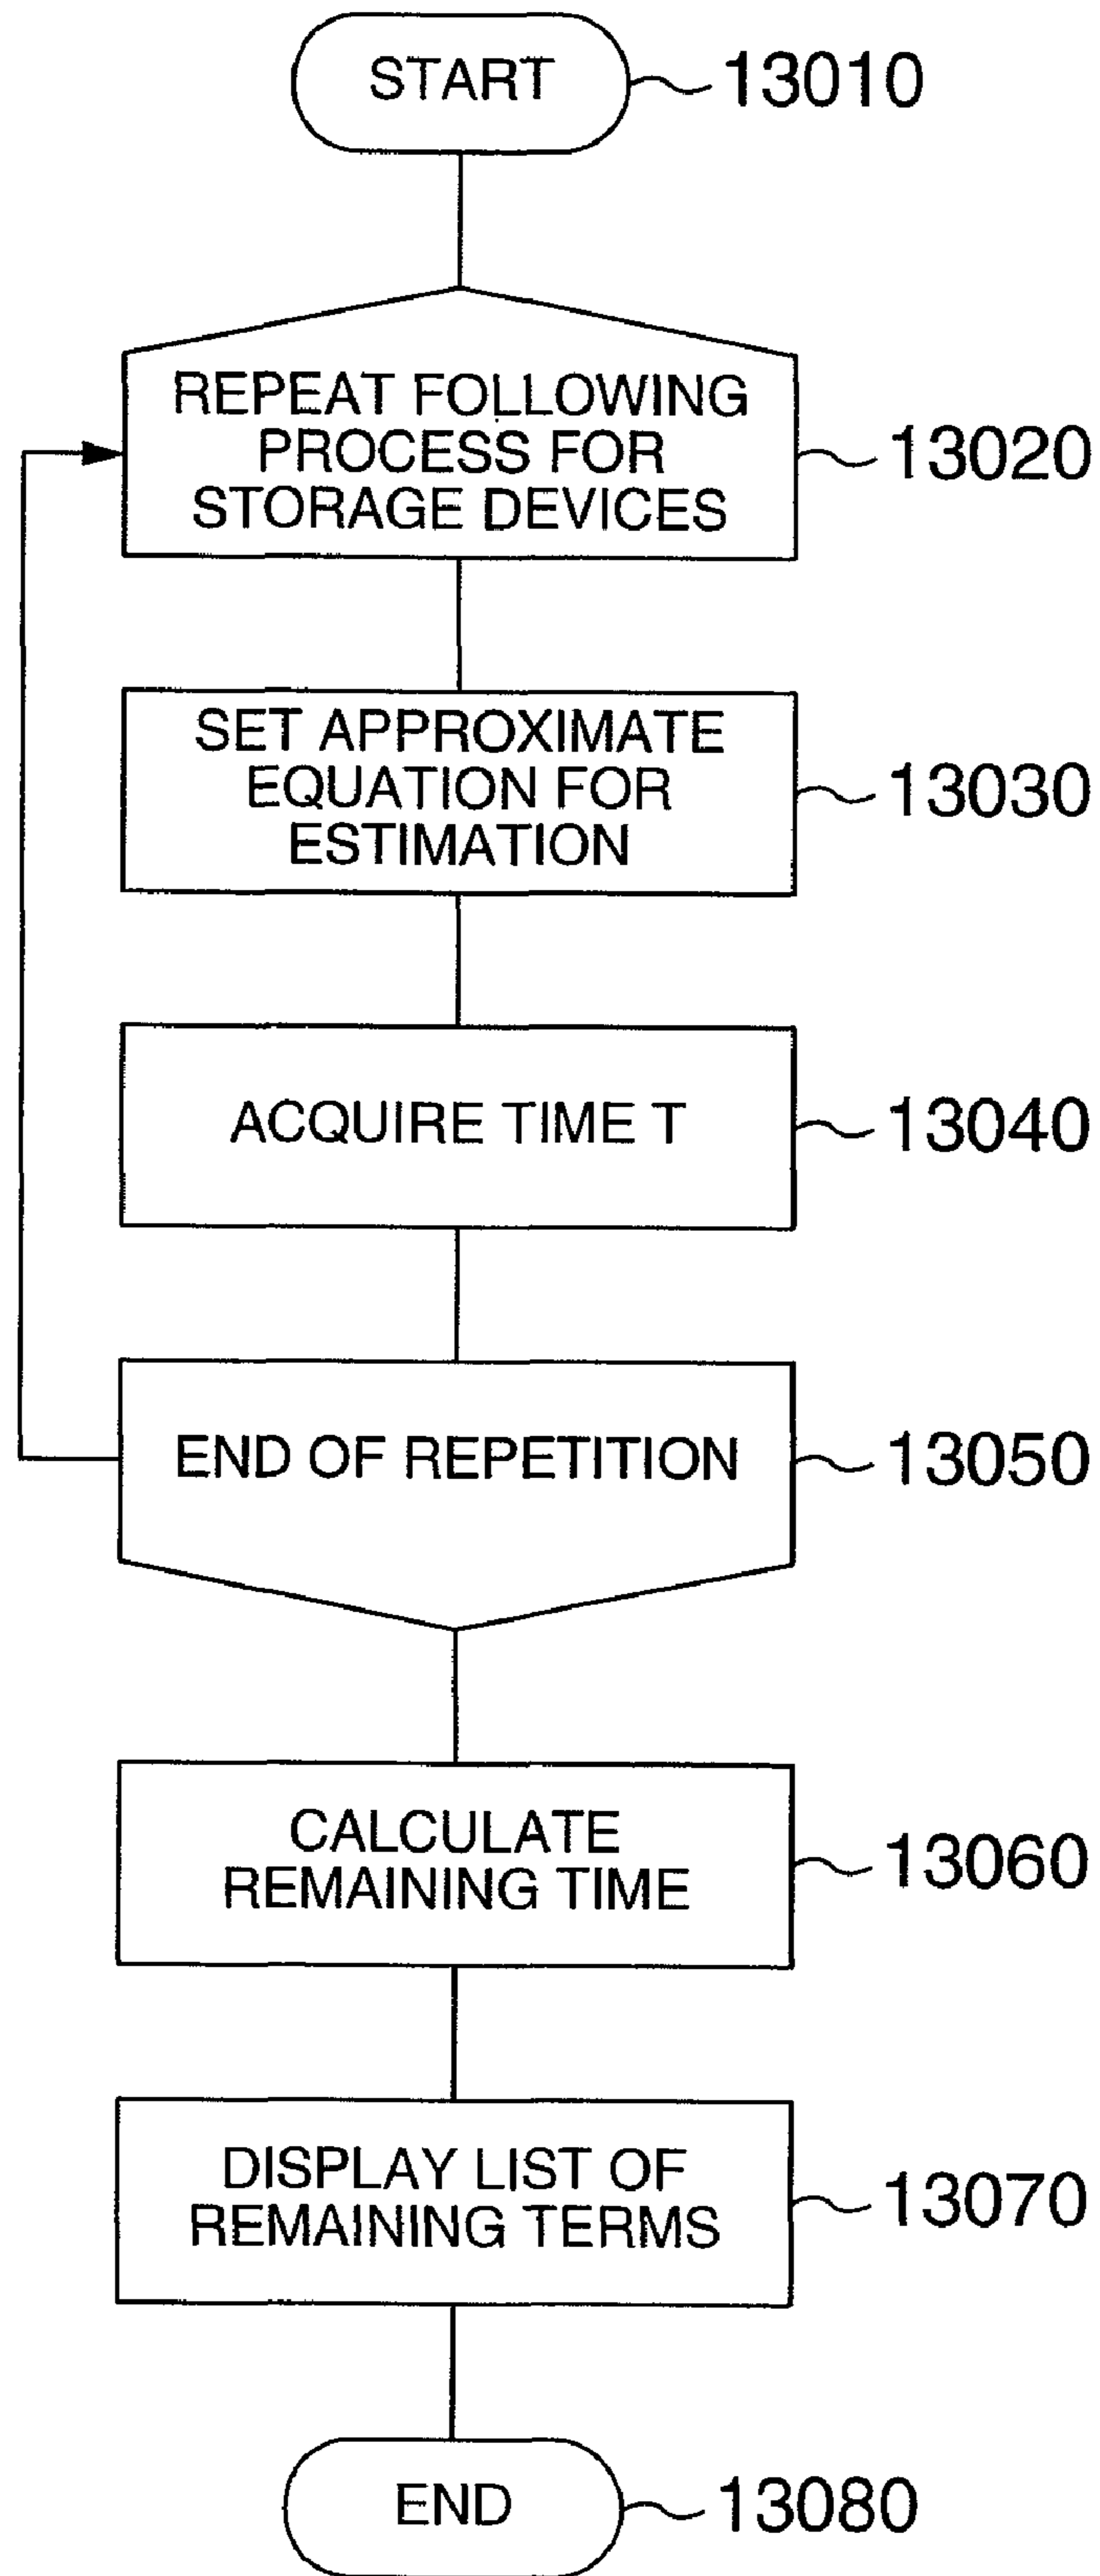 START
13010
REPEAT FOLLOWING
PROCESS FOR
STORAGE DEVICES
13020
SET APPROXIMATE
EQUATION FOR
ESTIMATION
13030
ACQUIRE TIME T
13040
END OF REPETITION
13050
CALCULATE
REMAINING TIME
13060
DISPLAY LIST OF
REMAINING TERMS
13070
END
13080